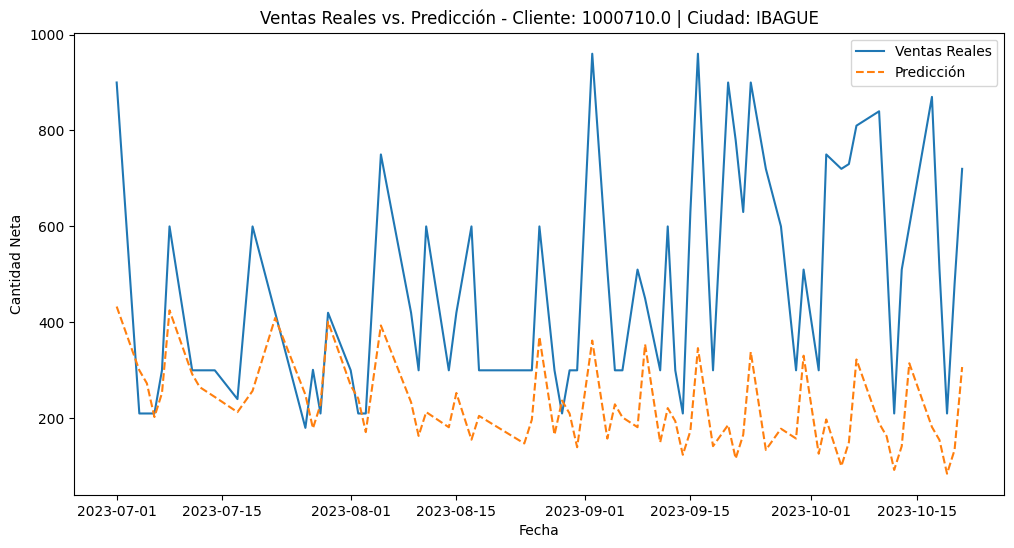 Ventas Reales vs. Predicción - Cliente: 1000710.0 | Ciudad: IBAGUE
Ventas Reales
Predicción
Cantidad Neta
1000
800
600
400
200
2023-07-01 2023-07-15 2023-08-01 2023-08-15 2023-09-01 2023-09-15 2023-10-01 2023-10-15
Fecha